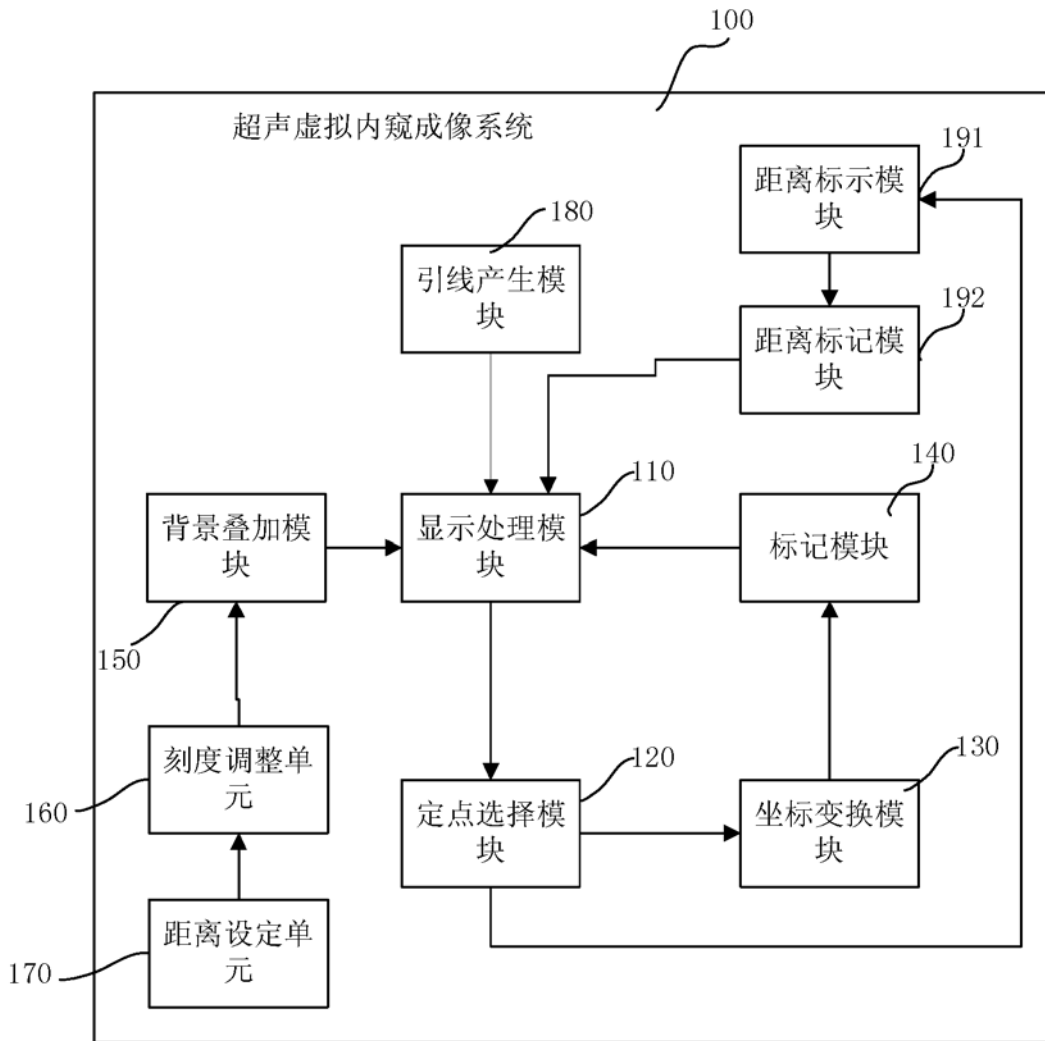 100
超声虚拟内窥成像系统
191
距离标示模
块
180
引线产生模
块
192
距离标记模
块
140
110
背景叠加模
块
显示处理模
块
标记模块
150
120
130
刻度调整单
元
160
定点选择模
块
坐标变换模
块
距离设定单
元
170